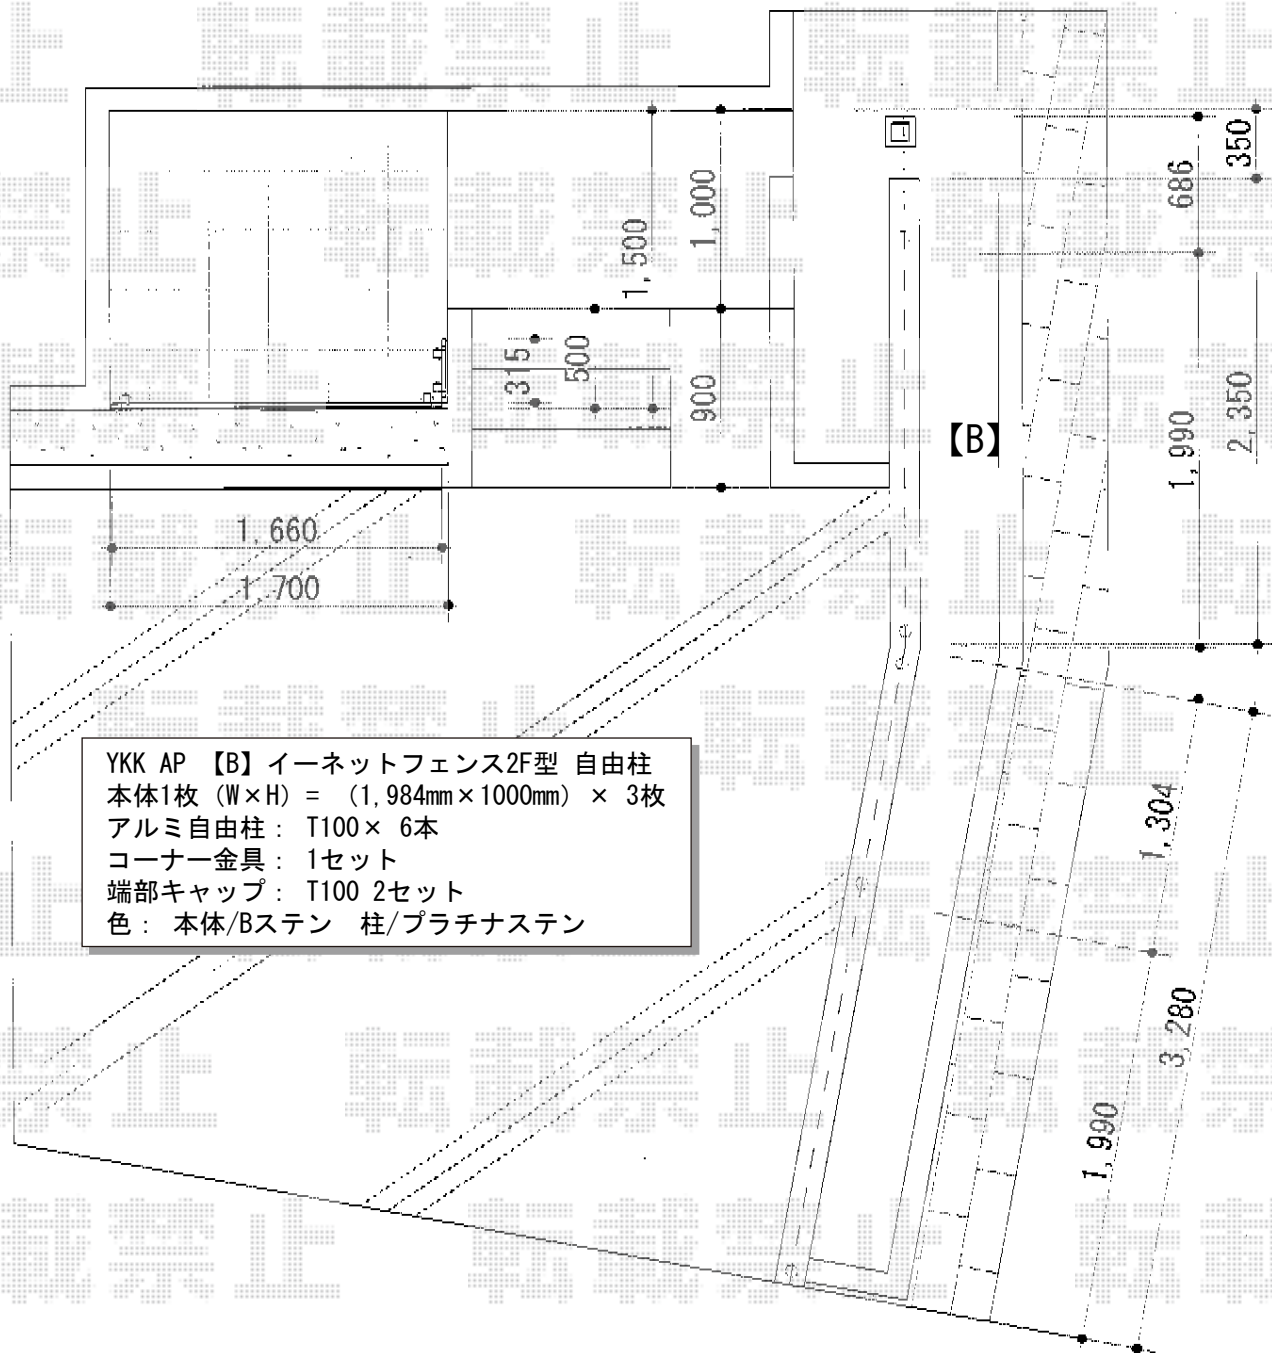 350
686
1,000
1,500
315
500
900
【B】
1,990
2,350
1,660
1,700
YKK AP 【B】イーネットフェンス2F型 自由柱
本体1枚（W×H）= （1,984mm×1000mm）× 3枚
アルミ自由柱： T100× 6本
コーナー金具： 1セット
端部キャップ： T100 2セット
色： 本体/Bステン　柱/プラチナステン
1,304
3,280
1,990
転載禁止